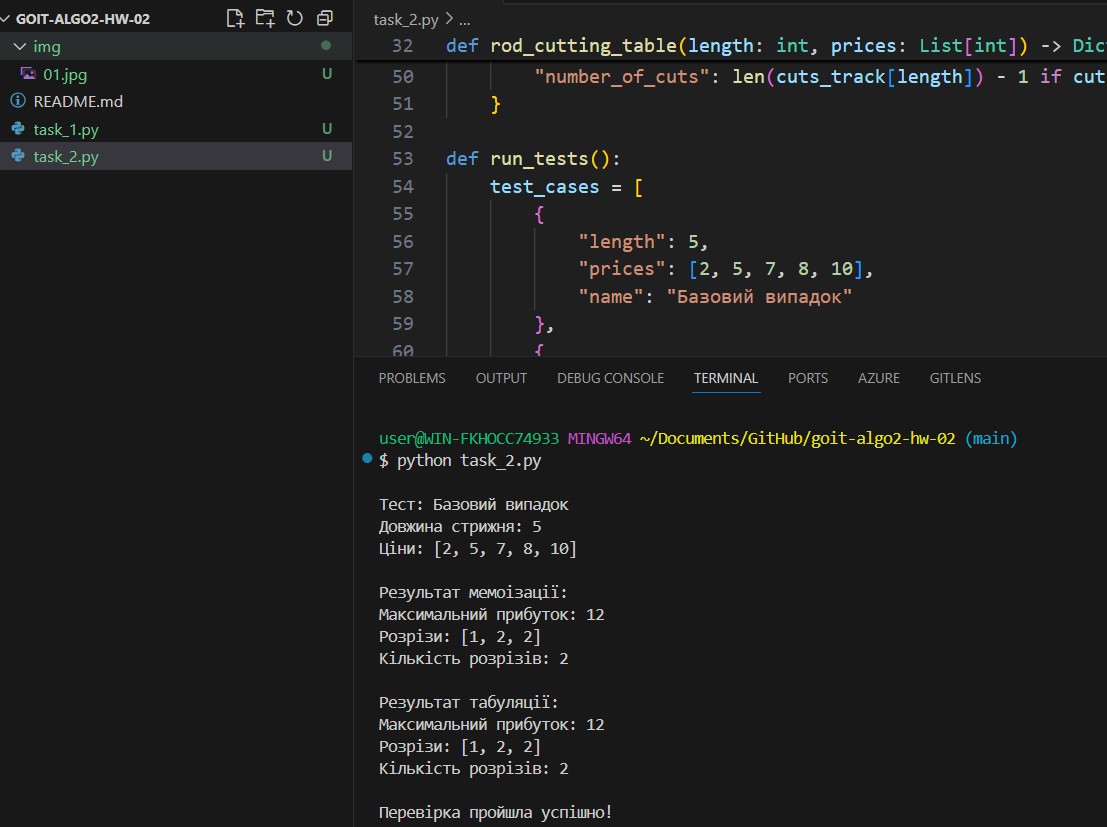 GOIT-ALGO2-HW-02
img
01.jpg U
README.md
task_1.py U
task_2.py U
task_2.py > ...
32 def rod_cutting_table(length: int, prices: List[int]) -> Dic
50 "number_of_cuts": len(cuts_track[length]) - 1 if cut
51 }
52
53 def run_tests():
54 test_cases = [
55 {
56 "length": 5,
57 "prices": [2, 5, 7, 8, 10],
58 "name": "Базовий випадок"
59 },
60 {
PROBLEMS OUTPUT DEBUG CONSOLE TERMINAL PORTS AZURE GITLENS
user@WIN-FKHOCC74933 MINGW64 ~/Documents/GitHub/goit-algo2-hw-02 (main)
$ python task_2.py
Тест: Базовий випадок
Довжина стрижня: 5
Ціни: [2, 5, 7, 8, 10]
Результат мемоізації:
Максимальний прибуток: 12
Розрізи: [1, 2, 2]
Кількість розрізів: 2
Результат табуляції:
Максимальний прибуток: 12
Розрізи: [1, 2, 2]
Кількість розрізів: 2
Перевірка пройшла успішно!